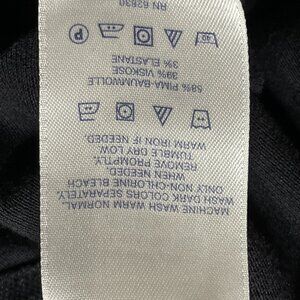 MACHINE WASH WARM NORMAL.
WASH DARK COLORS SEPARATELY.
ONLY NON-CHLORINE BLEACH
WHEN NEEDED.
REMOVE PROMPTLY.
TUMBLE DRY LOW.
WARM IRON IF NEEDED.
58% PIMA-BAUMWOLLE
39% VISKOSE
3% ELASTANE
40 P
RN 62830